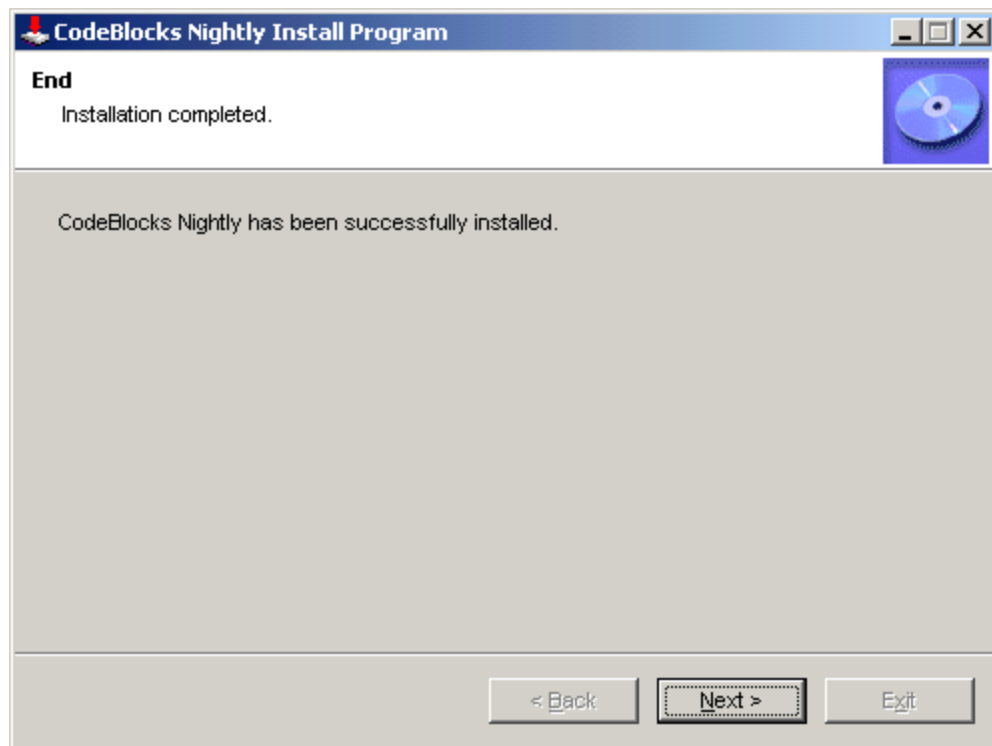 CodeBlocks Nightly Install Program
End
Installation completed.
CodeBlocks Nightly has been successfully installed.
< Back Next > Exit